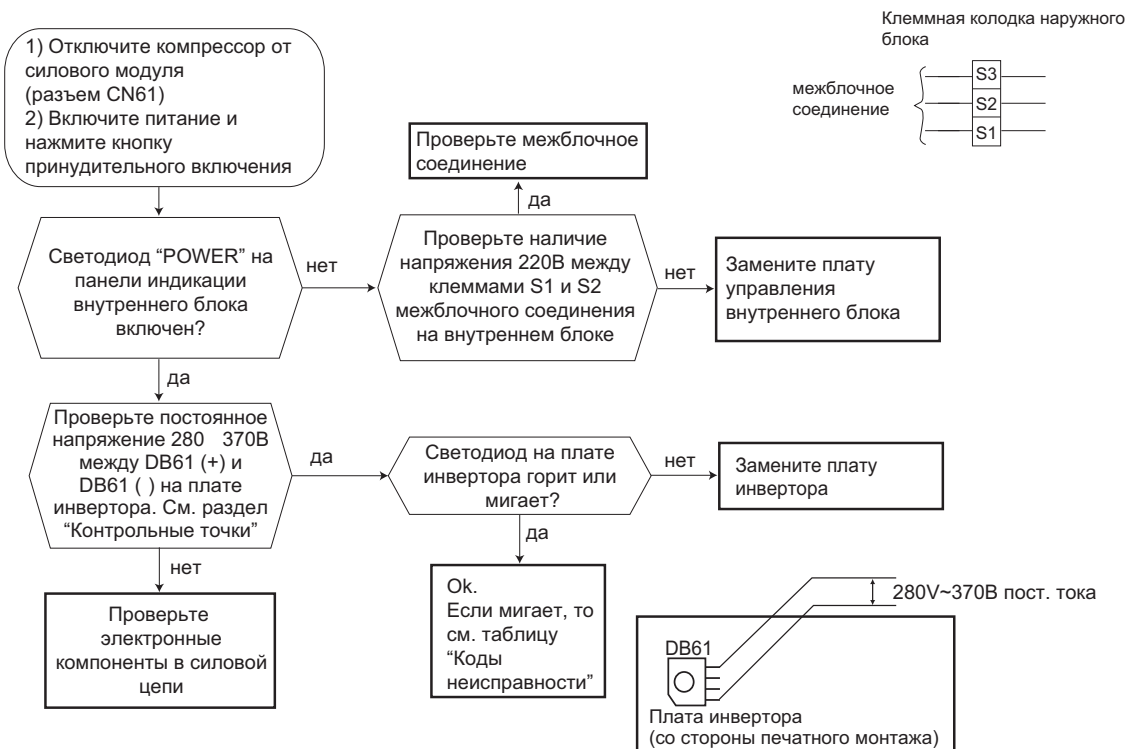 1) Отключите компрессор от
силового модуля
(разъем CN61)
2) Включите питание и
нажмите кнопку
принудительного включения
Клеммная колодка наружного
блока
межблочное
соединение
S3
S2
S1
Проверьте межблочное
соединение
да
Светодиод “POWER” на
панели индикации
внутреннего блока
включен?
нет
Проверьте наличие
напряжения 220В между
клеммами S1 и S2
межблочного соединения
на внутреннем блоке
нет
Замените плату
управления
внутреннего блока
да
Проверьте постоянное
напряжение 280 370В
между DB61 (+) и
DB61 ( ) на плате
инвертора. См. раздел
“Контрольные точки”
да
Светодиод на плате
инвертора горит или
мигает?
нет
Замените плату
инвертора
нет
да
Проверьте
электронные
компоненты в силовой
цепи
Ok.
Если мигает, то
см. таблицу
“Коды
неисправности”
280V~370В пост. тока
DB61
Плата инвертора
(со стороны печатного монтажа)